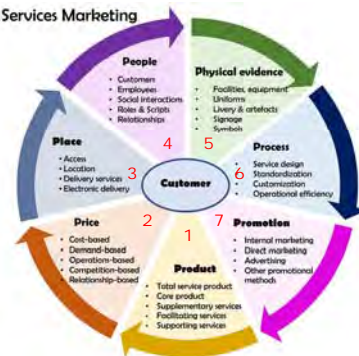 Services Marketing
People
• Customers
• Employees
• Social interactions
• Roles & Scripts
• Relationships
4
Physical evidence
• Facilities, equipment
• Uniforms
• Livery & artefacts
• Signage
• Symbols
5
Place
• Access
• Location
• Delivery services
• Electronic delivery
3
Customer
Process
• Service design
• Standardization
• Customization
• Operational efficiency
6
Price
• Cost-based
• Demand-based
• Operations-based
• Competition-based
• Relationship-based
2
1
Product
• Total service product
• Core product
• Supplementary services
• Facilitating services
• Supporting services
7
Promotion
• Internal marketing
• Direct marketing
• Advertising
• Other promotional
methods